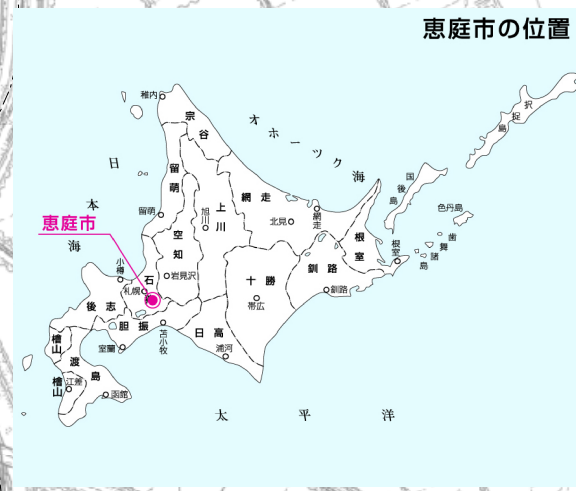 恵庭市の位置
択捉島
稚内
宗谷
オホーツク海
日本海
留萌
網走
国後島
上川
色丹島
留萌
旭川
北見
網走
恵庭市
空知
根室
歯舞諸島
根室
小樽
石
岩見沢
十勝
釧路
札幌
釧路
後志
帯広
胆振
日高
檜山
室蘭
苫小牧
浦河
渡島
檜山
江差
函館
太平洋